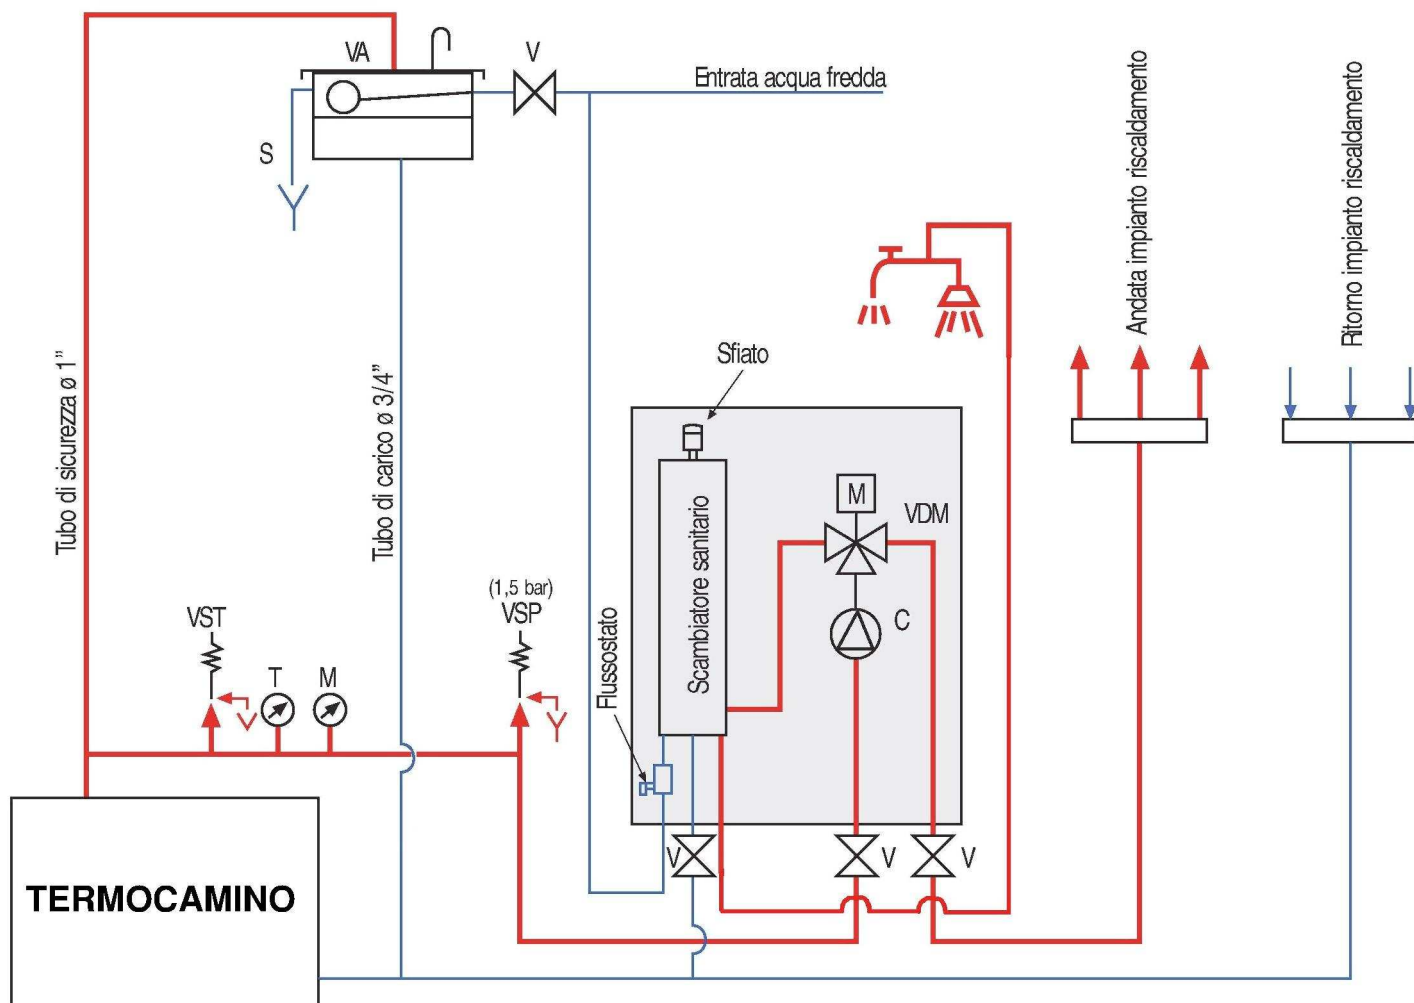 VA
V
Entrata acqua fredda
S
Tubo di sicurezza ø 1”
Tubo di carico ø 3/4”
Andata impianto riscaldamento
Ritorno impianto riscaldamento
Sfiato
M
VDM
Scambiatore sanitario
C
Flussostato
(1,5 bar)
VSP
VST
T
M
V
V
V
TERMOCAMINO